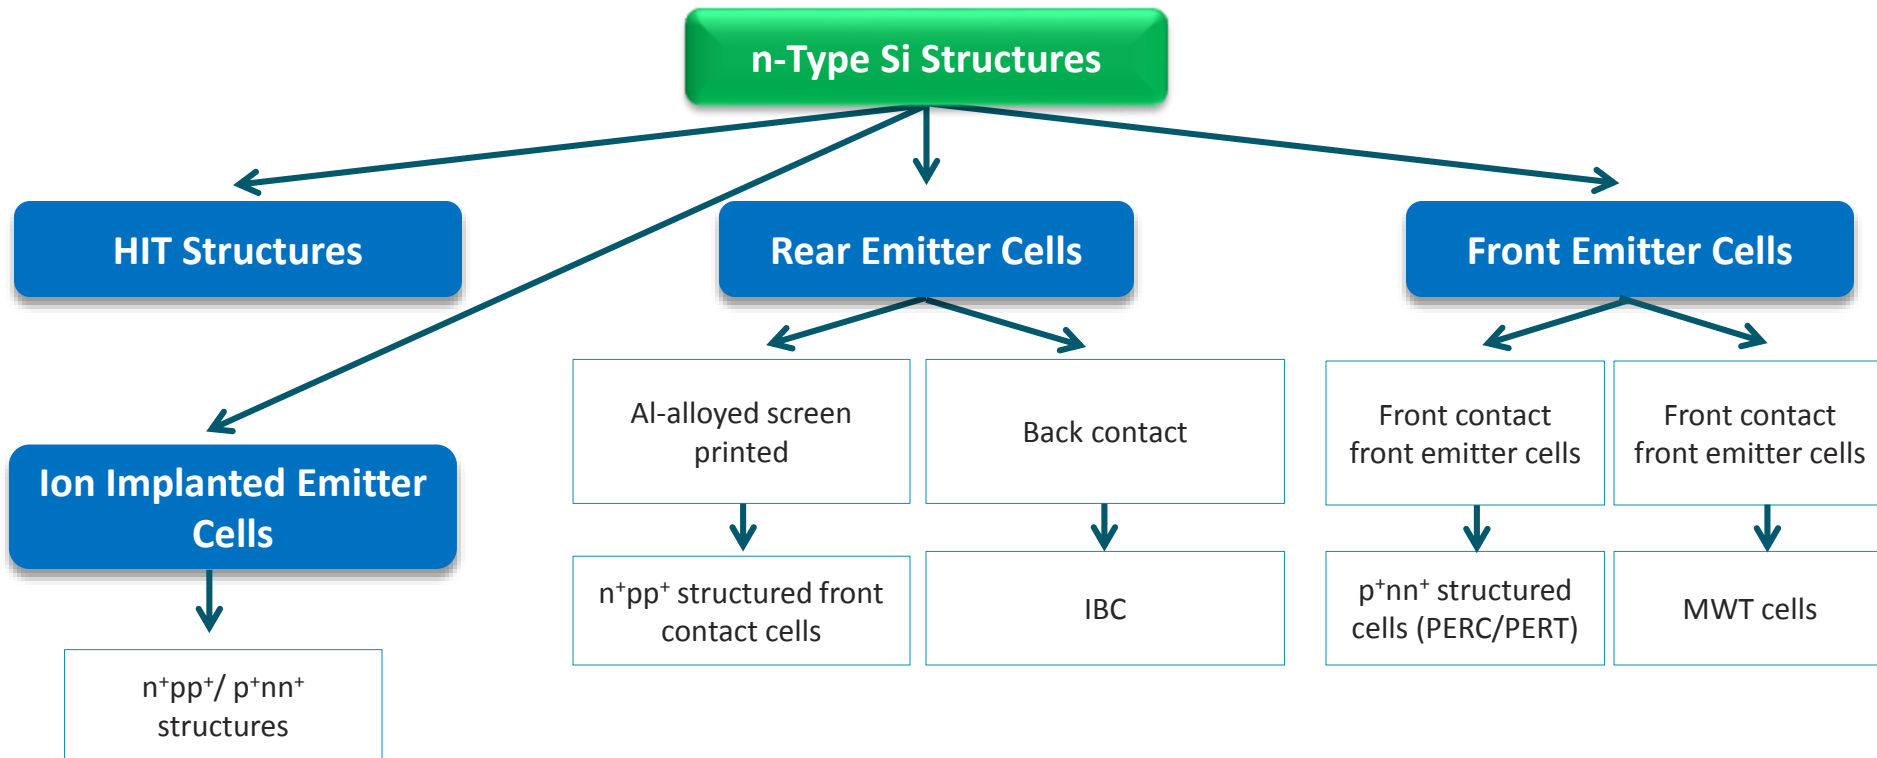 n-Type Si Structures
HIT Structures
Rear Emitter Cells
Front Emitter Cells
Ion Implanted Emitter
Cells
Al-alloyed screen
printed
Back contact
Front contact
front emitter cells
Front contact
front emitter cells
n⁺pp⁺ structured front
contact cells
IBC
p⁺nn⁺ structured
cells (PERC/PERT)
MWT cells
n⁺pp⁺/ p⁺nn⁺
structures